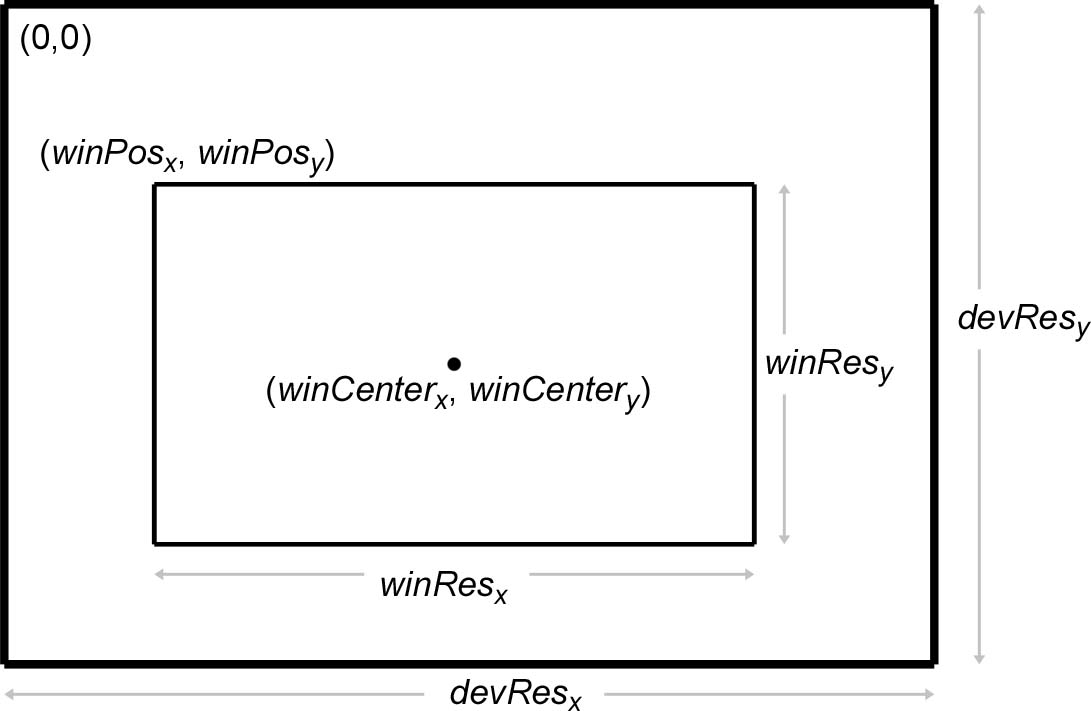 (0,0)
(winPosx, winPosy)
devResy
winResy
(winCenterx, winCentery)
winResx
devResx